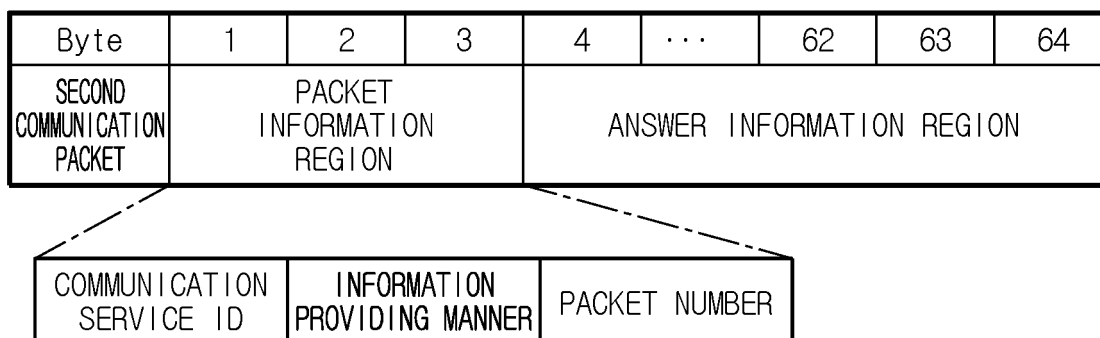 Byte 1 2 3 4 ··· 62 63 64
SECOND
COMMUNICATION
PACKET
PACKET
INFORMATION
REGION
ANSWER INFORMATION REGION
COMMUNICATION
SERVICE ID
INFORMATION
PROVIDING MANNER
PACKET NUMBER